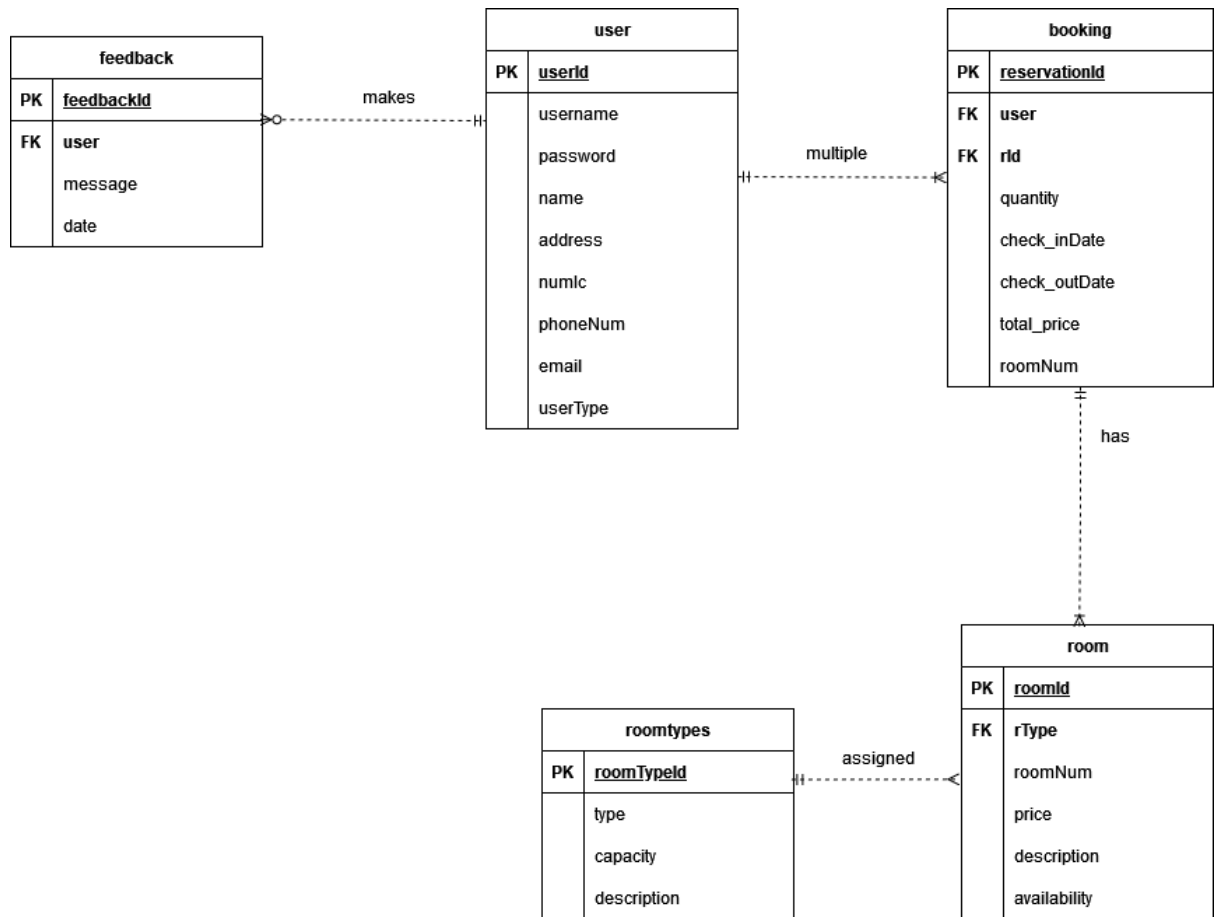 feedback
PK feedbackId
FK user
message
date
makes
user
PK userId
username
password
name
address
numIc
phoneNum
email
userType
multiple
booking
PK reservationId
FK user
FK rId
quantity
check_inDate
check_outDate
total_price
roomNum
has
room
PK roomId
FK rType
roomNum
price
description
availability
assigned
roomtypes
PK roomTypeId
type
capacity
description